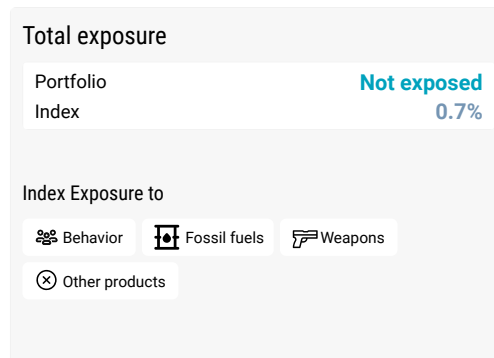 Total exposure
Portfolio Not exposed
Index 0.7%
Index Exposure to
Behavior Fossil fuels Weapons
Other products